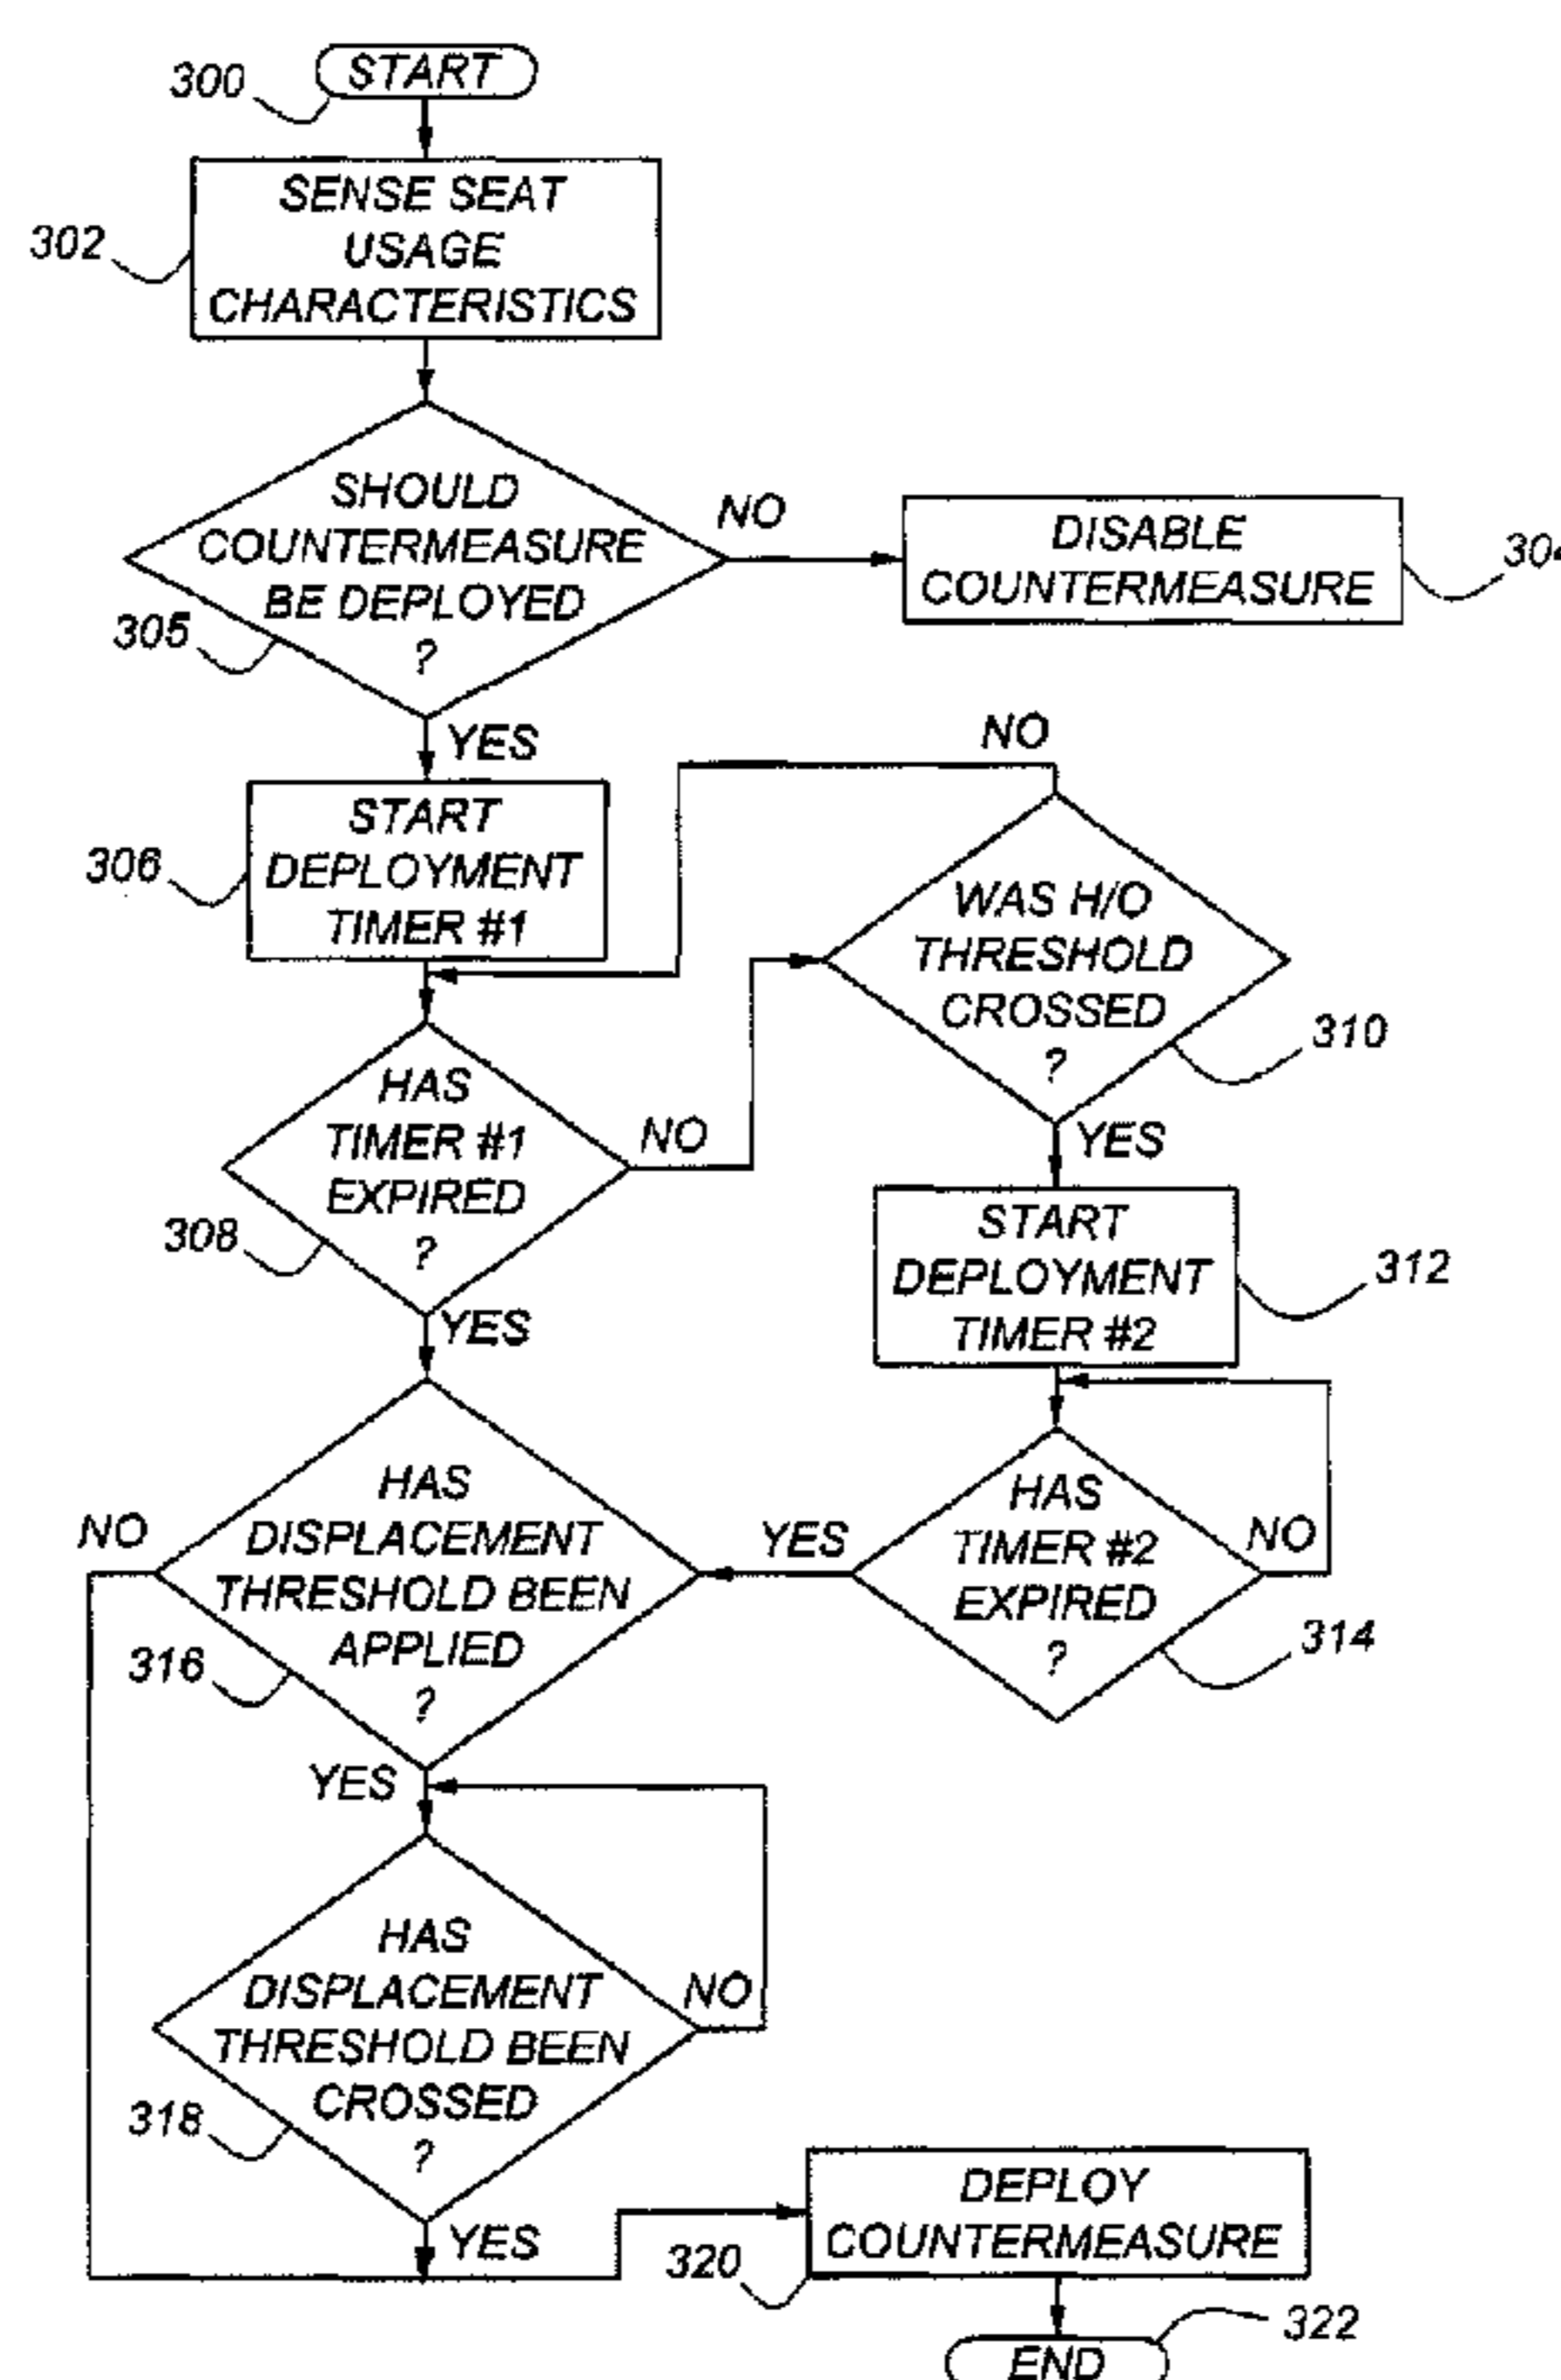 300
START
302
SENSE SEAT
USAGE
CHARACTERISTICS
SHOULD
COUNTERMEASURE
BE DEPLOYED
?
305
NO
DISABLE
COUNTERMEASURE
304
YES
NO
306
START
DEPLOYMENT
TIMER #1
WAS H/O
THRESHOLD
CROSSED
?
310
HAS
TIMER #1
EXPIRED
?
308
NO
YES
START
DEPLOYMENT
TIMER #2
312
YES
HAS
DISPLACEMENT
THRESHOLD BEEN
APPLIED
?
316
NO
YES
HAS
TIMER #2
EXPIRED
?
NO
314
YES
HAS
DISPLACEMENT
THRESHOLD BEEN
CROSSED
?
318
NO
YES
DEPLOY
COUNTERMEASURE
320
322
END